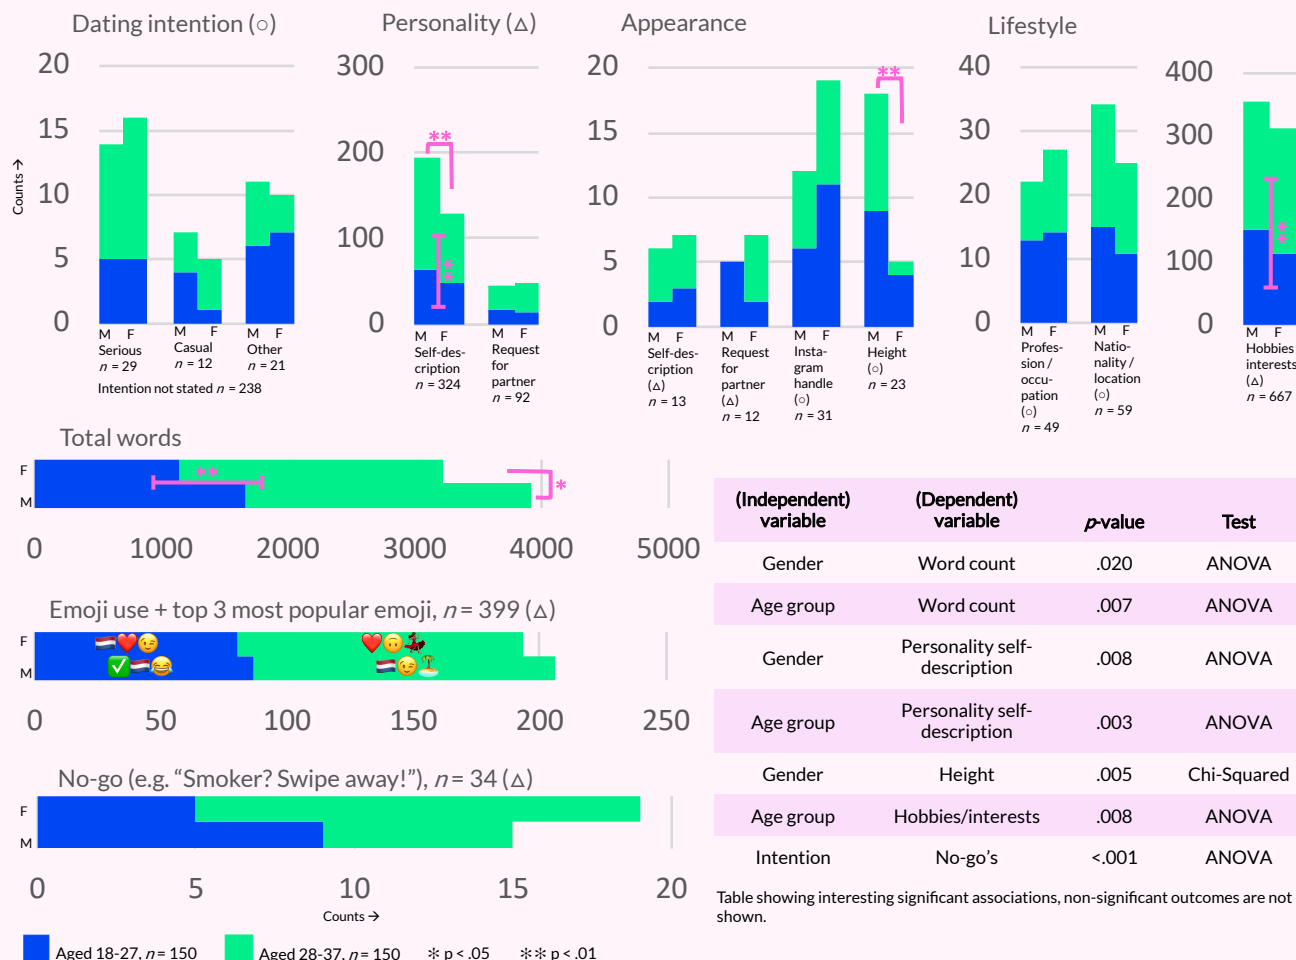 Dating intention (○)
Personality (△)
Appearance
Lifestyle
20
15
10
5
0
Counts →
M F
Serious
n = 29
M F
Casual
n = 12
M F
Other
n = 21
Intention not stated n = 238
300
200
100
0
**
**
M F
Self-des-
cription
n = 324
M F
Request
for
partner
n = 92
20
15
10
5
0
**
M F
Self-des-
cription
(△)
n = 13
M F
Request
for
partner
(△)
n = 12
M F
Insta-
gram
handle
(○)
n = 31
M F
Height
(○)
n = 23
40
30
20
10
0
M F
Profes-
sion /
occu-
pation
(○)
n = 49
M F
Natio-
nality /
location
(○)
n = 59
400
300
200
100
0
**
M F
Hobbies
interests
(△)
n = 667
Total words
F
M
**
*
0 1000 2000 3000 4000 5000
Emoji use + top 3 most popular emoji, n = 399 (△)
F
M
0 50 100 150 200 250
No-go (e.g. “Smoker? Swipe away!”), n = 34 (△)
F
M
0 5 10 15 20
Counts →
Aged 18-27, n = 150 Aged 28-37, n = 150 * p < .05 ** p < .01
(Independent) variable (Dependent) variable p-value Test
Gender Word count .020 ANOVA
Age group Word count .007 ANOVA
Gender Personality self-description .008 ANOVA
Age group Personality self-description .003 ANOVA
Gender Height .005 Chi-Squared
Age group Hobbies/interests .008 ANOVA
Intention No-go’s <.001 ANOVA
Table showing interesting significant associations, non-significant outcomes are not
shown.